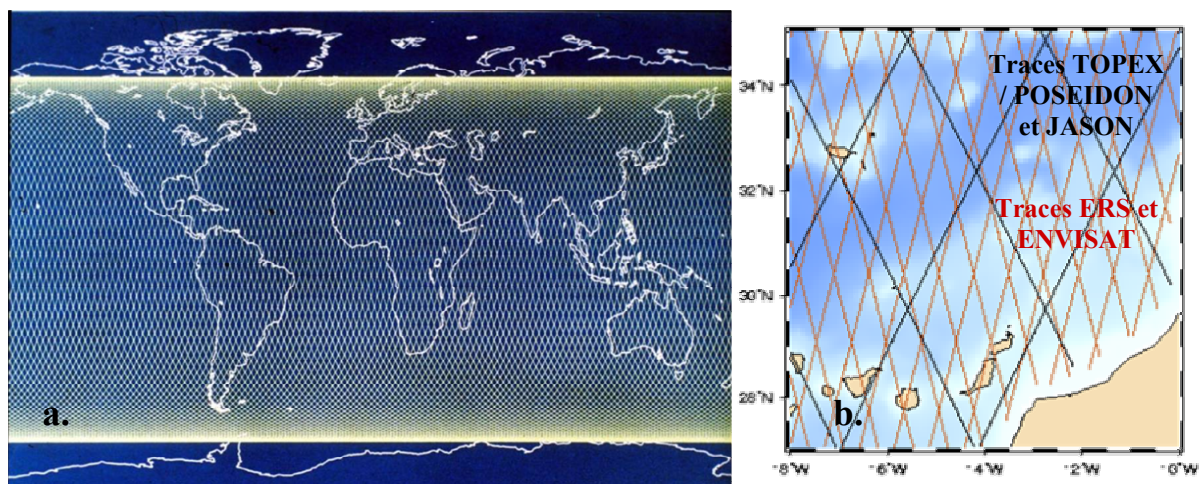 a.
34°N
32°N
30°N
28°N
-8°W
-6°W
-4°W
-2°W
-0°W
Traces TOPEX
/ POSEIDON
et JASON
Traces ERS et
ENVISAT
b.